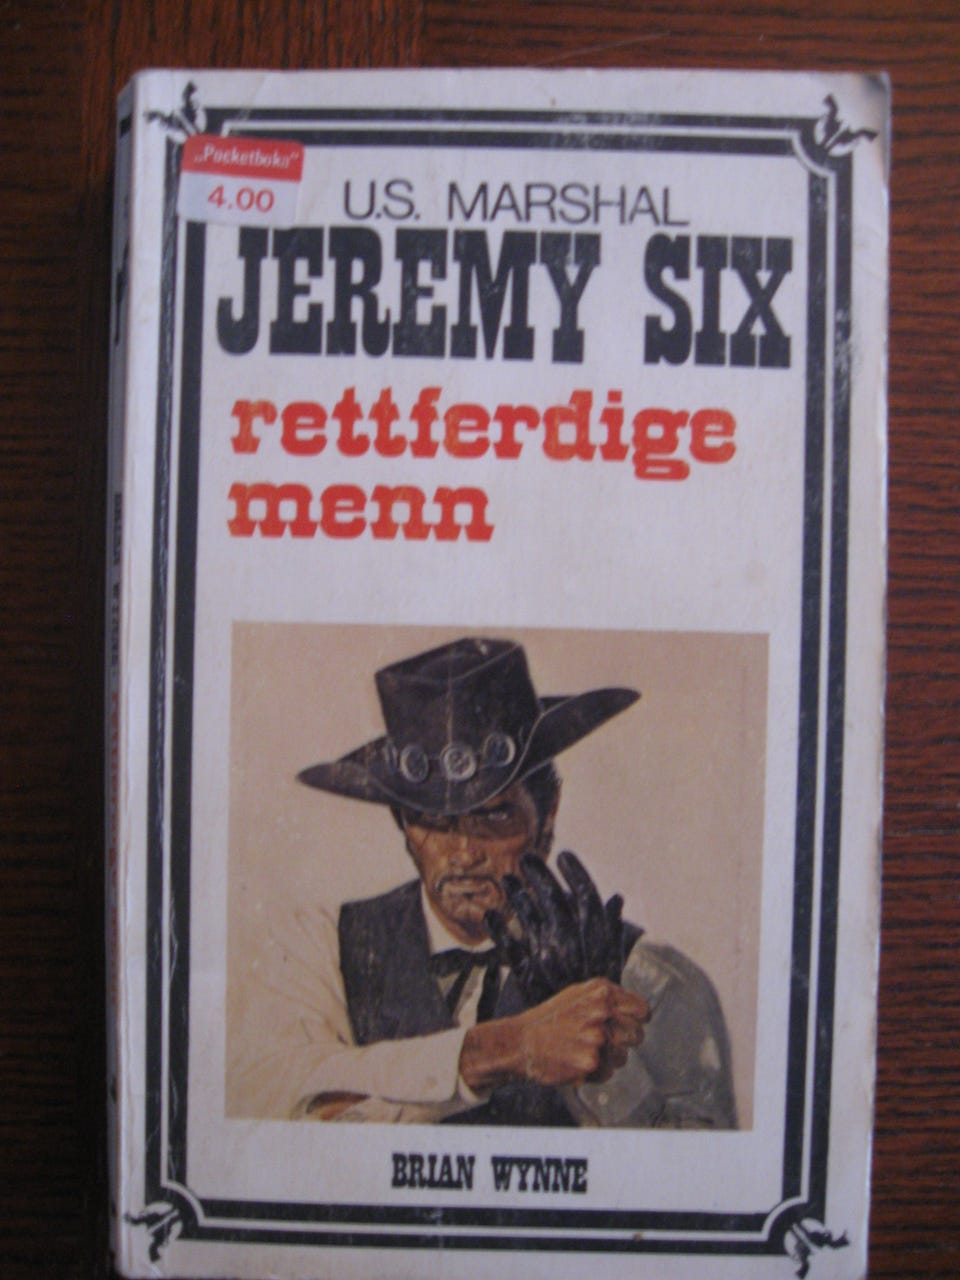 „Pocketboka”
4.00
U.S. MARSHAL
JEREMY SIX
rettferdige
menn
BRIAN WYNNE